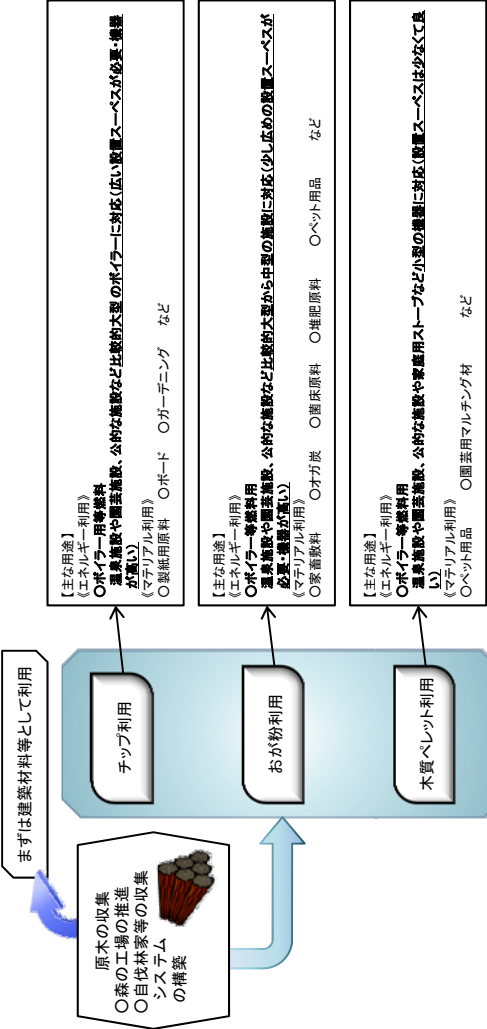 まずは建築材料等として利用
原木の収集
○森の工場の推進
○自伐林家等の収集
システム
の構築
チップ利用
【主な用途】
《エネルギー利用》
○ボイラー用等燃料
温泉施設や園芸施設、公的な施設など比較的大型のボイラーに対応（広い設置スペースが必要・機器
が高い）
《マテリアル利用》
○製紙用原料　○ボード　○ガーデニング　など
おが粉利用
【主な用途】
《エネルギー利用》
○ボイラー等燃料用
温泉施設や園芸施設、公的な施設など比較的大型から中型の施設に対応（少し広めの設置スペースが
必要・機器が高い）
《マテリアル利用》
○家畜敷料　○オガ炭　○菌床原料　○堆肥原料　○ペット用品　など
木質ペレット利用
【主な用途】
《エネルギー利用》
○ボイラー等燃料用
温泉施設や園芸施設、公的な施設や家庭用ストーブなど小型の機器に対応（設置スペースは少なくて良
い）
《マテリアル利用》
○ペット用品　○園芸用マルチング材　など